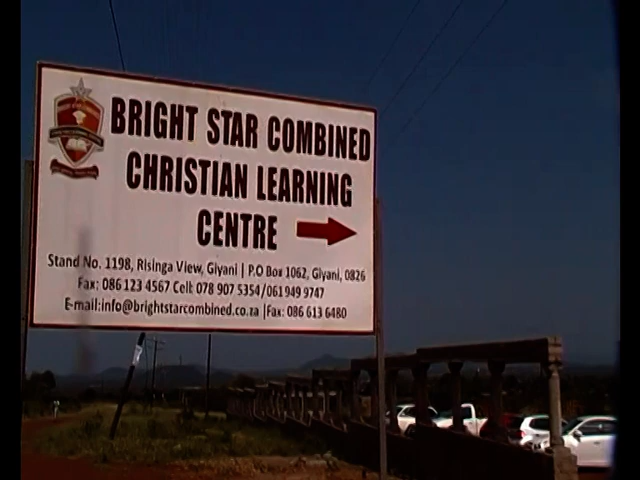 BRIGHT STAR COMBINED
CHRISTIAN LEARNING
CENTRE
Stand No. 1198, Risinga View, Giyani | P.O Box 1062, Giyani, 0826
Fax: 086 123 4567 Cell: 078 907 5354/061 949 9747
E-mail:info@brightstarcombined.co.za |Fax: 086 613 6480